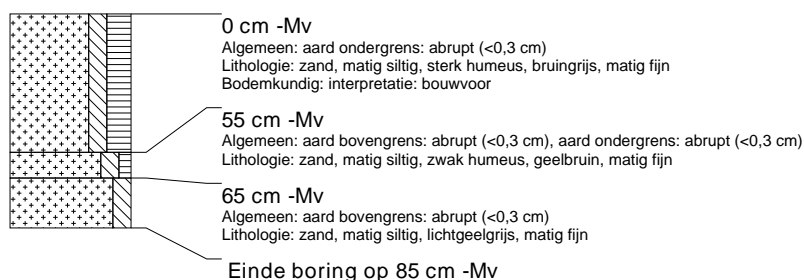 0 cm -Mv
Algemeen: aard ondergrens: abrupt (<0,3 cm)
Lithologie: zand, matig siltig, sterk humeus, bruingrijs, matig fijn
Bodemkundig: interpretatie: bouwvoor
55 cm -Mv
Algemeen: aard bovengrens: abrupt (<0,3 cm), aard ondergrens: abrupt (<0,3 cm)
Lithologie: zand, matig siltig, zwak humeus, geelbruin, matig fijn
65 cm -Mv
Algemeen: aard bovengrens: abrupt (<0,3 cm)
Lithologie: zand, matig siltig, lichtgeelgrijs, matig fijn
Einde boring op 85 cm -Mv